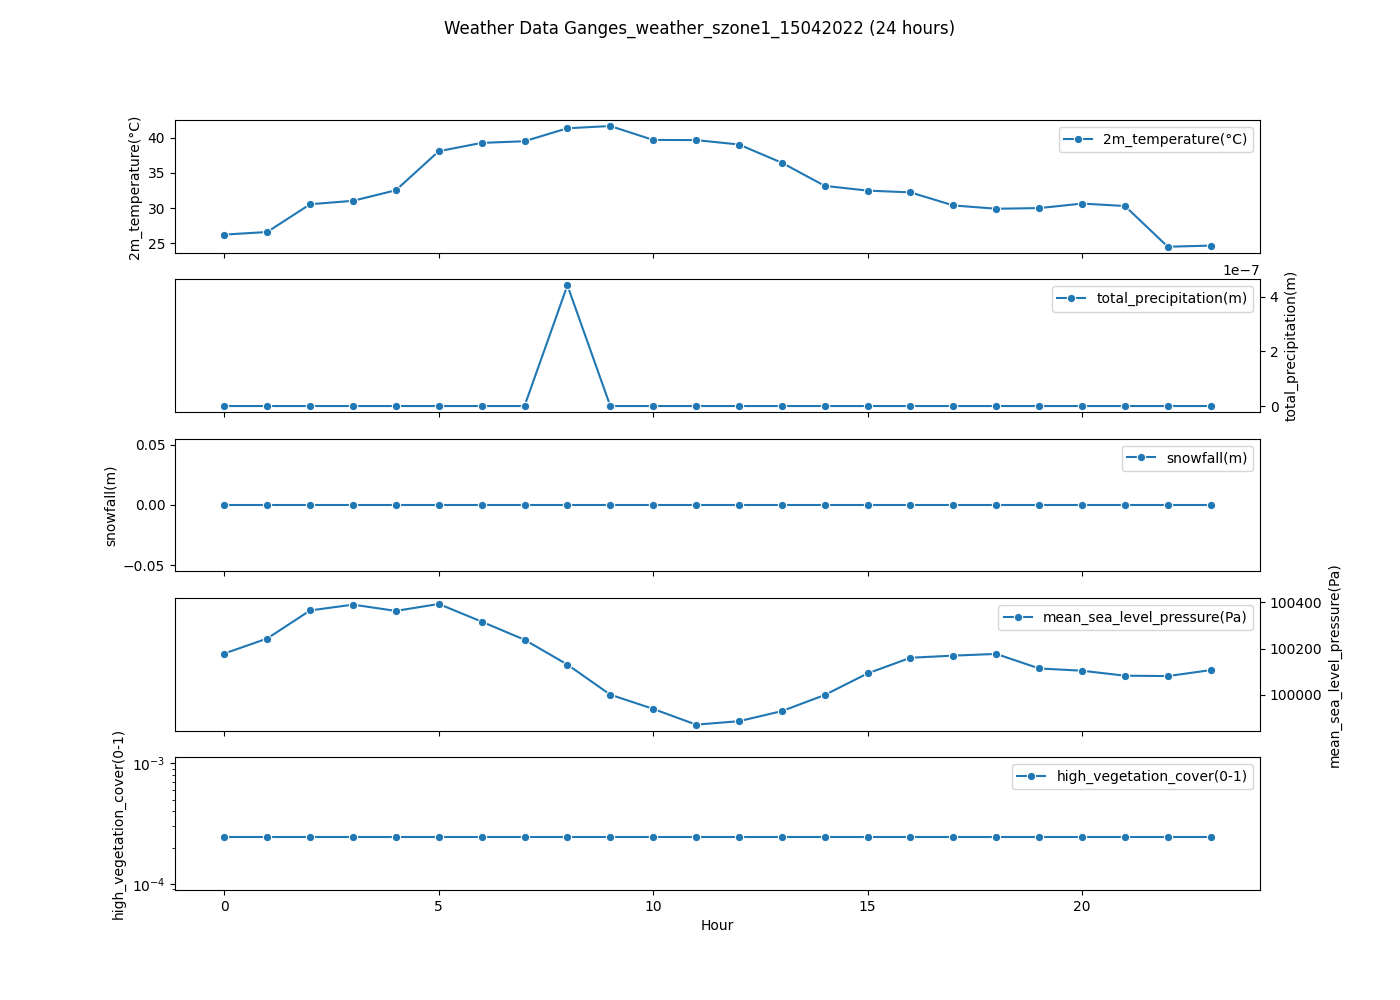 Weather Data Ganges_weather_szone1_15042022 (24 hours)
2m_temperature(°C)
40
35
30
25
2m_temperature(°C)
1e−7
total_precipitation(m)
4
2
0
total_precipitation(m)
snowfall(m)
0.05
0.00
−0.05
snowfall(m)
mean_sea_level_pressure(Pa)
100400
100200
100000
mean_sea_level_pressure(Pa)
high_vegetation_cover(0-1)
10⁻³
10⁻⁴
high_vegetation_cover(0-1)
0 5 10 15 20
Hour